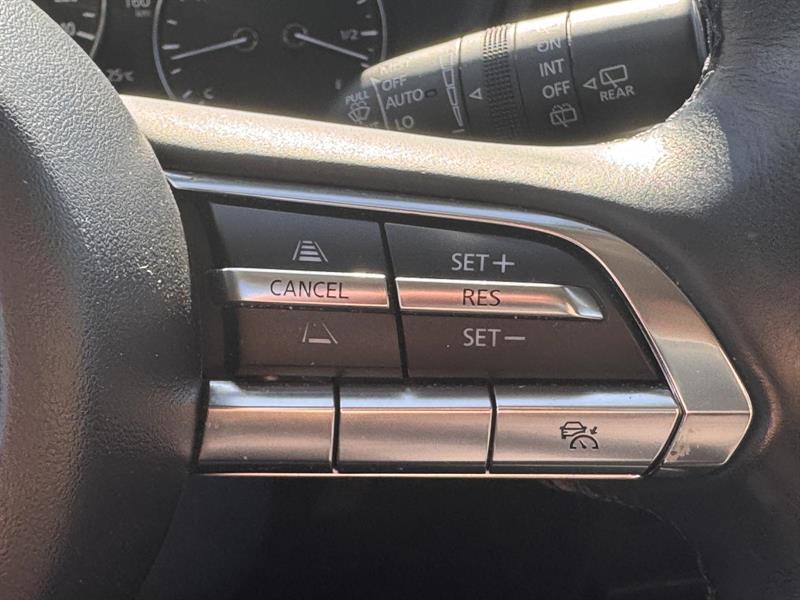 160
1/2
25°C
C
PULL
OFF
AUTO
LO
ON
INT
OFF
REAR
CANCEL
SET+
RES
SET−